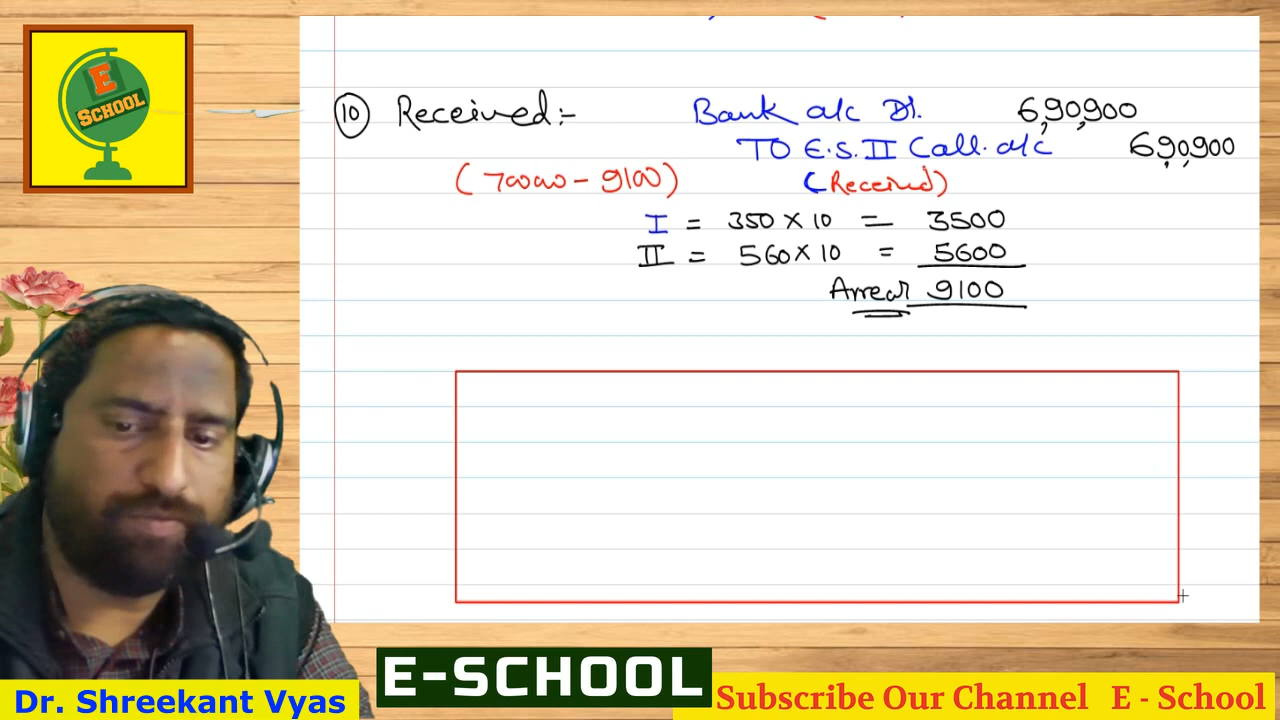 E
SCHOOL
10 Received:- Bank a/c Dr. 6,90,900
TO E.S. II Call. a/c 6,90,900
(70000 - 9100) (Received)
I = 350 × 10 = 3500
II = 560 × 10 = 5600
Arrear 9100
E-SCHOOL
Dr. Shreekant Vyas
Subscribe Our Channel E - School